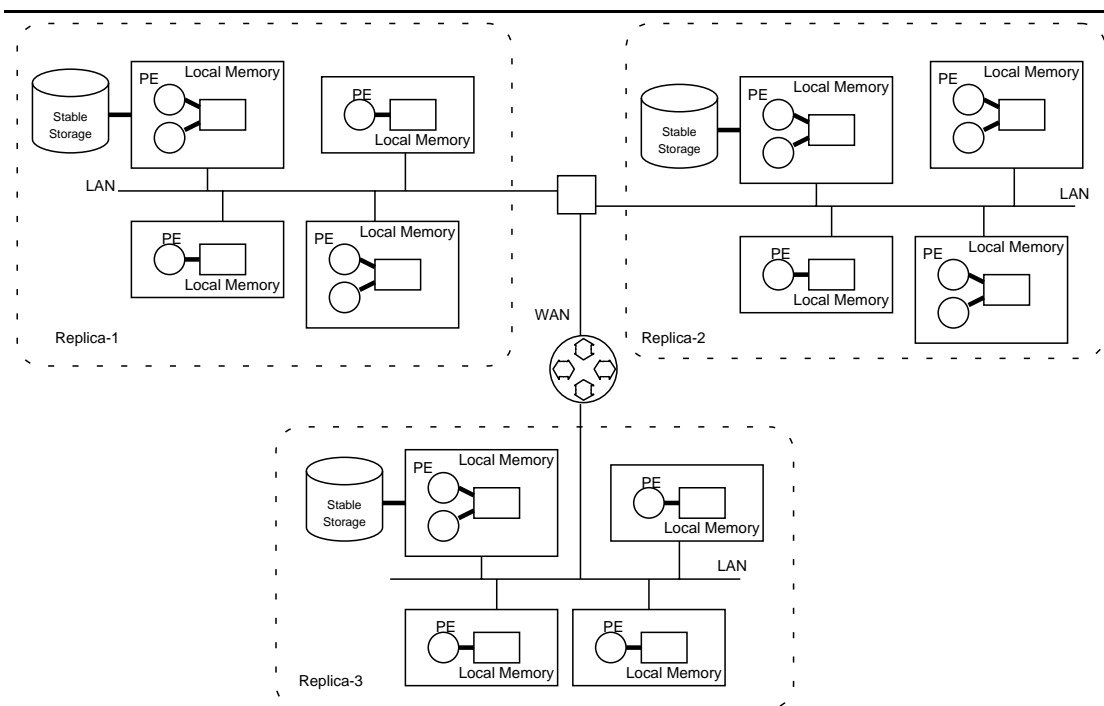 Local Memory
PE
Stable
Storage
PE
Local Memory
LAN
PE
Local Memory
PE
Local Memory
Replica-1
Local Memory
PE
Stable
Storage
Local Memory
PE
LAN
PE
Local Memory
Local Memory
PE
Replica-2
WAN
Local Memory
PE
Stable
Storage
PE
Local Memory
LAN
PE
Local Memory
PE
Local Memory
Replica-3